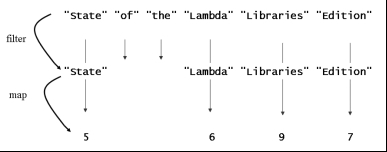 "State" "of" "the" "Lambda" "Libraries" "Edition"
filter
"State" "Lambda" "Libraries" "Edition"
map
5 6 9 7